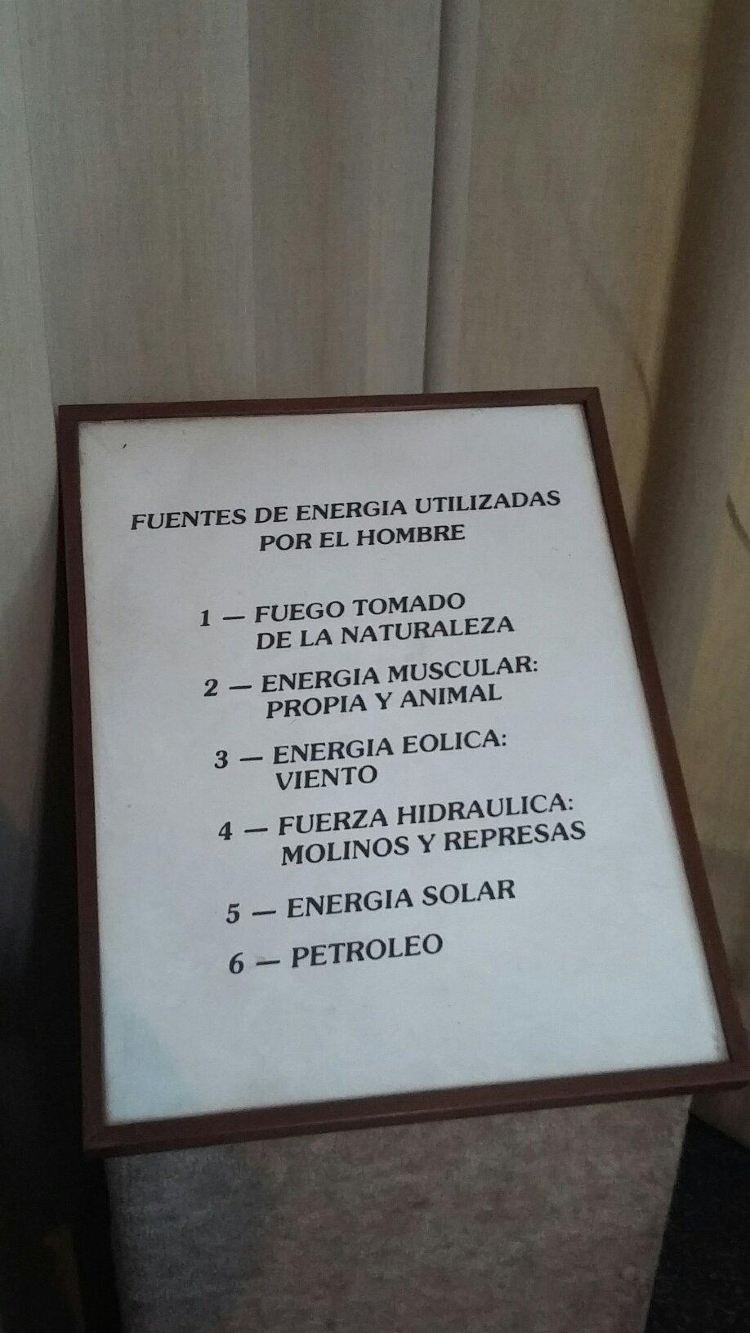 FUENTES DE ENERGIA UTILIZADAS
POR EL HOMBRE
1 — FUEGO TOMADO
DE LA NATURALEZA
2 — ENERGIA MUSCULAR:
PROPIA Y ANIMAL
3 — ENERGIA EOLICA:
VIENTO
4 — FUERZA HIDRAULICA:
MOLINOS Y REPRESAS
5 — ENERGIA SOLAR
6 — PETROLEO